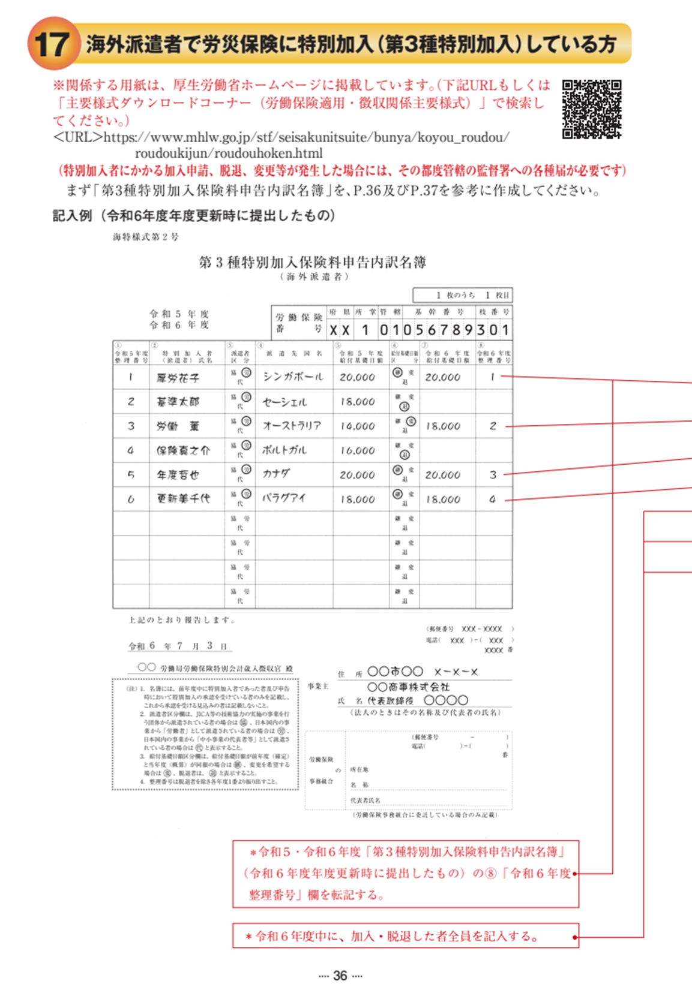 17 海外派遣者で労災保険に特別加入(第3種特別加入)している方
※関係する用紙は、厚生労働省ホームページに掲載しています。(下記URLもしくは
「主要様式ダウンロードコーナー（労働保険適用・徴収関係主要様式）」で検索し
てください。)
<URL>https://www.mhlw.go.jp/stf/seisakunitsuite/bunya/koyou_roudou/
roudoukijun/roudouhoken.html
(特別加入者にかかる加入申請、脱退、変更等が発生した場合には、その都度管轄の監督署への各種届が必要です)
まず「第3種特別加入保険料申告内訳名簿」を、P.36及びP.37を参考に作成してください。
記入例（令和6年度年度更新時に提出したもの）
海特様式第2号
第3種特別加入保険料申告内訳名簿
（海外派遣者）
1 枚のうち 1 枚目
令和5年度
令和6年度
労働保険番号
府県 所掌 管轄 基幹番号 枝番号
X X 1 0 1 0 5 6 7 8 9 3 0 1
① 令和5年度整理番号 ② 特別加入者（派遣者）氏名 ③ 派遣者区分 ④ 派遣先国名 ⑤ 令和5年度給付基礎日額 ⑥ 給付基礎日額区分 ⑦ 令和6年度給付基礎日額 ⑧ 令和6年度整理番号
1 厚労花子 協 労 代 シンガポール 20.000 継 変 退 20.000 1
2 基準太郎 協 労 代 セーシェル 18.000 継 変 退
3 労働 薫 協 労 代 オーストラリア 14.000 継 変 退 18.000 2
4 保険真之介 協 労 代 ポルトガル 16.000 継 変 退
5 年度哲也 協 労 代 カナダ 20.000 継 変 退 20.000 3
6 更新美千代 協 労 代 パラグアイ 18.000 継 変 退 18.000 4
協 労 代 継 変 退
協 労 代 継 変 退
協 労 代 継 変 退
協 労 代 継 変 退
上記のとおり報告します。
(郵便番号 XXX-XXXX )
電話( XXX )-( XXX )
XXXX 番
令和 6 年 7 月 3 日
〇〇 労働局労働保険特別会計歳入徴収官 殿
事業主
住 所 〇〇市〇〇 X-X-X
〇〇商事株式会社
氏 名 代表取締役 〇〇〇〇
(法人のときはその名称及び代表者の氏名)
(注) 1. 名簿には、前年度中に特別加入者であった者及び申告
時において特別加入の承認を受けている者のみを記載し、
これから承認を受ける見込みの者は記載しないこと。
2. 派遣者区分欄は、JICA等の技術協力の実施の事業を行
う団体から派遣されている者の場合は㊿協、日本国内の事
業から「労働者」として派遣されている者の場合は労、
日本国内の事業から「中小事業の代表者等」として派遣さ
れている者の場合は代と表示すること。
3. 給付基礎日額区分欄は、給付基礎日額が前年度（確定）
と当年度（概算）が同額の場合は継、変更を希望する
場合は変、脱退者は、退と表示すること。
4. 整理番号は脱退者を除き各年度1番より振り出すこと。
労働保険の事務組合
(郵便番号 - )
電話( )-( )
番
所在地
名 称
代表者氏名
(労働保険事務組合に委託している場合のみ記載)
＊令和5・令和6年度「第3種特別加入保険料申告内訳名簿」
（令和6年度年度更新時に提出したもの）の⑧「令和6年度
整理番号」欄を転記する。
＊令和6年度中に、加入・脱退した者全員を記入する。
···· 36 ····